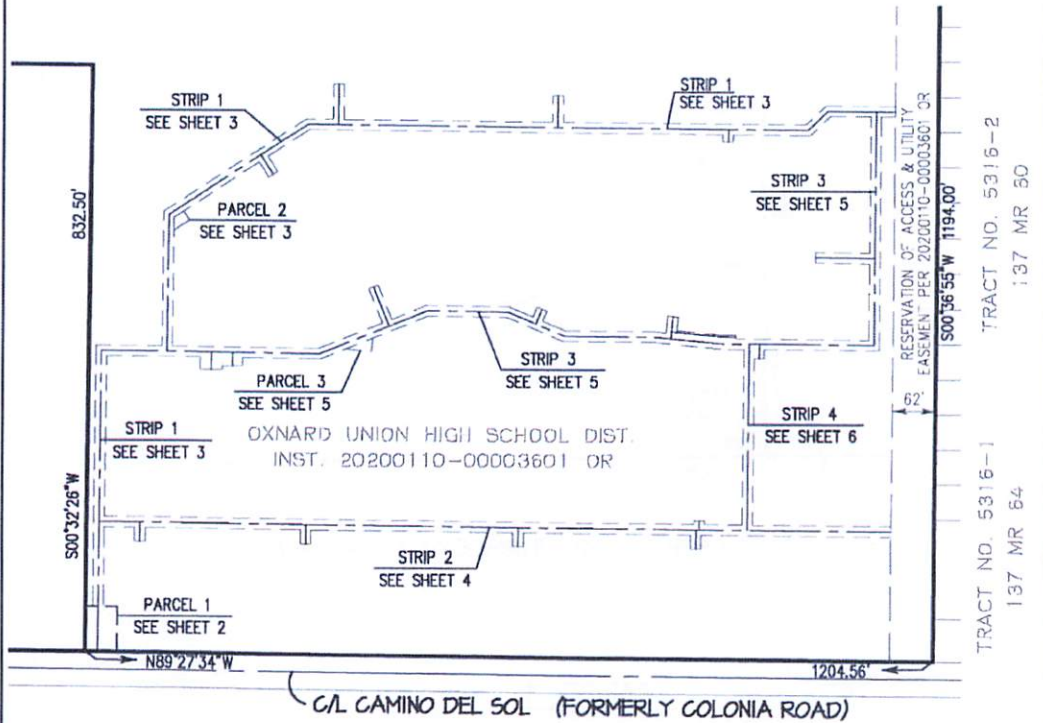 STRIP 1
SEE SHEET 3
STRIP 1
SEE SHEET 3
832.50'
PARCEL 2
SEE SHEET 3
STRIP 3
SEE SHEET 5
RESERVATION OF ACCESS & UTILITY
EASEMENT PER 20200110-00003601 OR
S00°36'55"W 1194.00'
TRACT NO. 5316-2
137 MR 50
PARCEL 3
SEE SHEET 5
STRIP 3
SEE SHEET 5
62'
STRIP 1
SEE SHEET 3
OXNARD UNION HIGH SCHOOL DIST.
INST. 20200110-00003601 OR
STRIP 4
SEE SHEET 6
S00°32'26"W
STRIP 2
SEE SHEET 4
TRACT NO. 5316-1
137 MR 64
PARCEL 1
SEE SHEET 2
N89°27'34"W
1204.56'
C/L CAMINO DEL SOL (FORMERLY COLONIA ROAD)